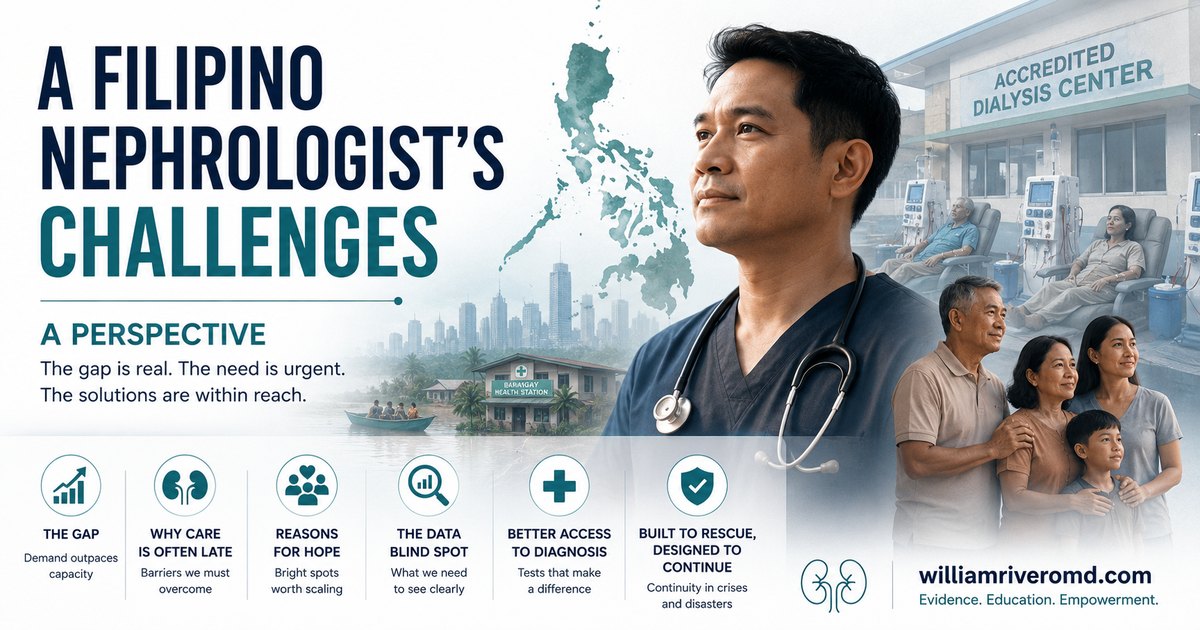 A FILIPINO
NEPHROLOGIST'S
CHALLENGES
A PERSPECTIVE
The gap is real. The need is urgent.
The solutions are within reach.
BARANGAY
HEALTH STATION
ACCREDITED
DIALYSIS CENTER
THE GAP
Demand outpaces
capacity
WHY CARE
IS OFTEN LATE
Barriers we must
overcome
REASONS
FOR HOPE
Bright spots
worth scaling
THE DATA
BLIND SPOT
What we need
to see clearly
BETTER ACCESS
TO DIAGNOSIS
Tests that make
a difference
BUILT TO RESCUE,
DESIGNED TO
CONTINUE
Continuity in crises
and disasters
williamriveromd.com
Evidence. Education. Empowerment.